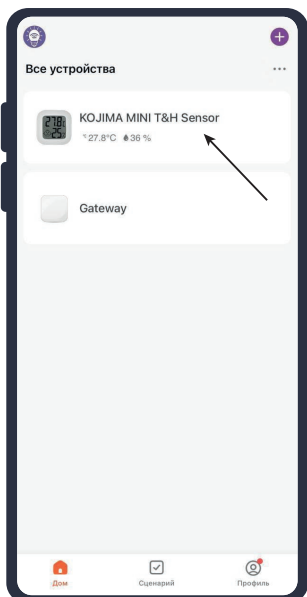 Все устройства
KOJIMA MINI T&H Sensor
27.8°C 36 %
Gateway
Дом Сценарий Профиль